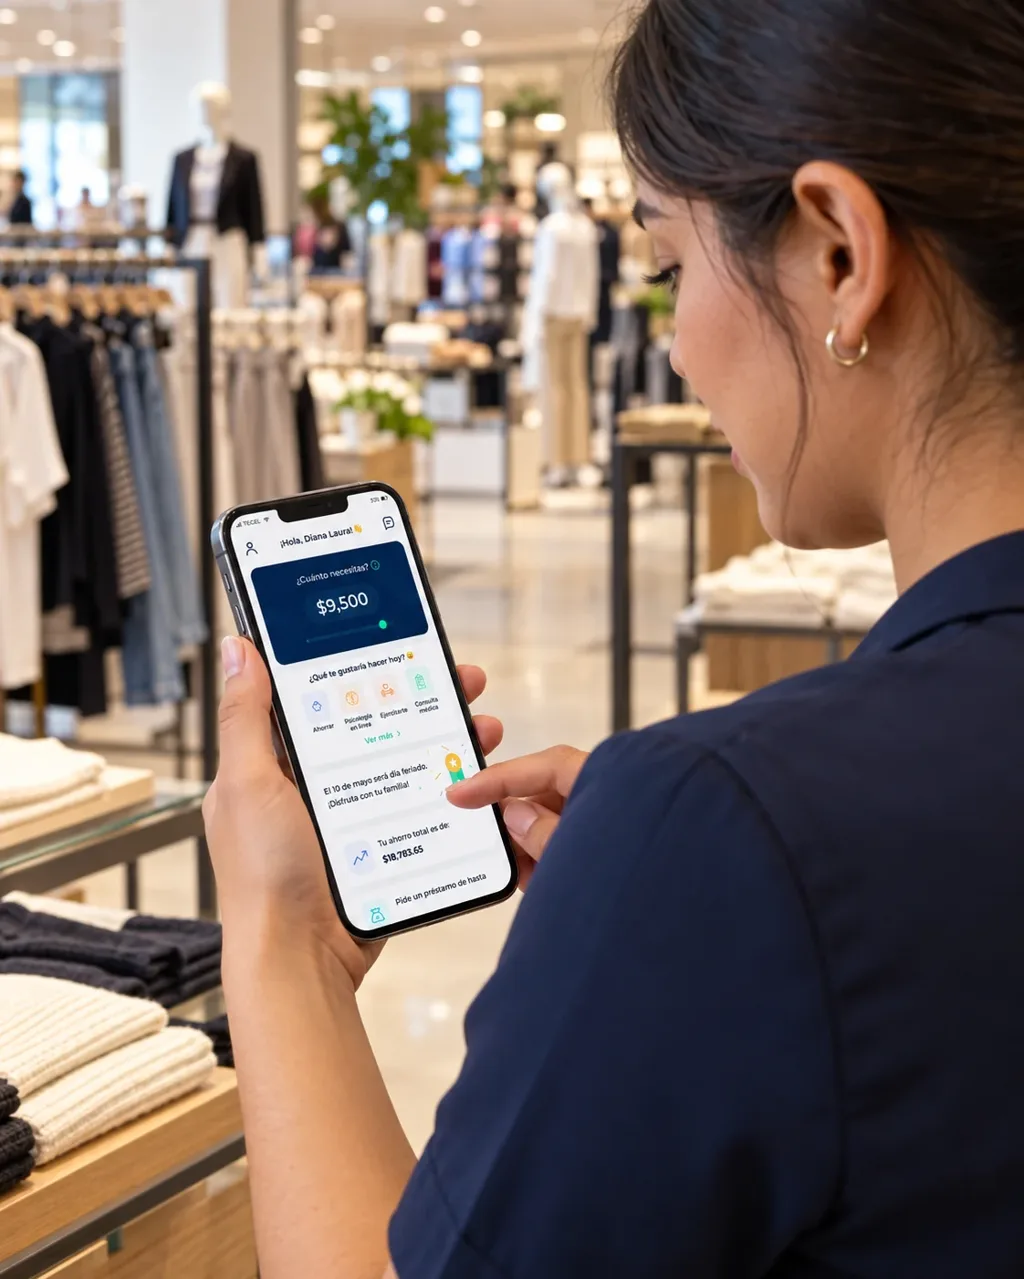 TECEL
¡Hola, Diana Laura! 👋
¿Cuánto necesitas?
$9,500
¿Qué te gustaría hacer hoy? 😀
Ahorrar
Psicología en línea
Ejercitarte
Consulta médica
Ver más >
El 10 de mayo será día feriado.
¡Disfruta con tu familia!
Tu ahorro total es de:
$18,783.65
Pide un préstamo de hasta